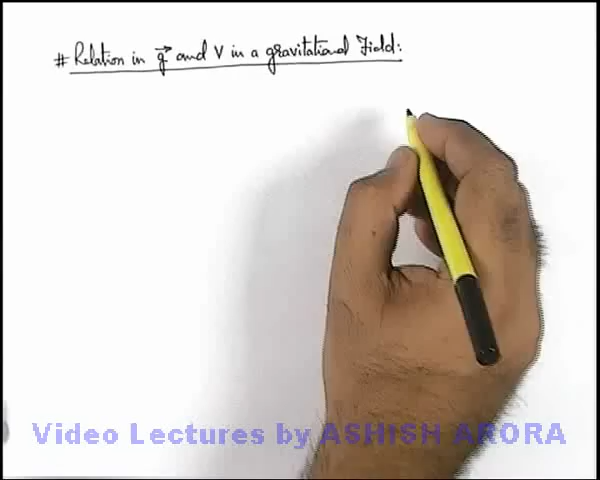 # Relation in g⃗ and V in a gravitational Field:
Video Lectures by ASHISH ARORA